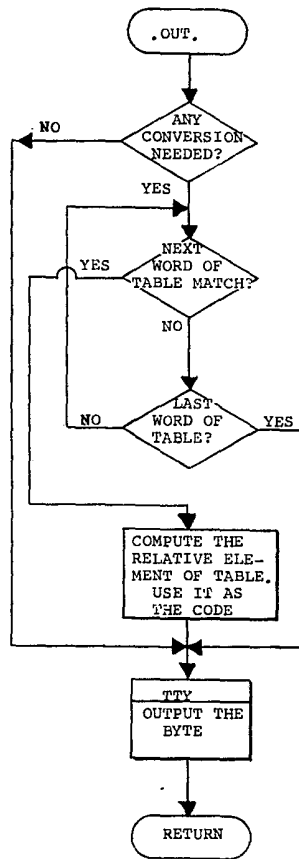 .OUT.
NO
ANY
CONVERSION
NEEDED?
YES
YES
NEXT
WORD OF
TABLE MATCH?
NO
NO
LAST
WORD OF
TABLE?
YES
COMPUTE THE
RELATIVE ELE-
MENT OF TABLE.
USE IT AS
THE CODE
TTY
OUTPUT THE
BYTE
RETURN